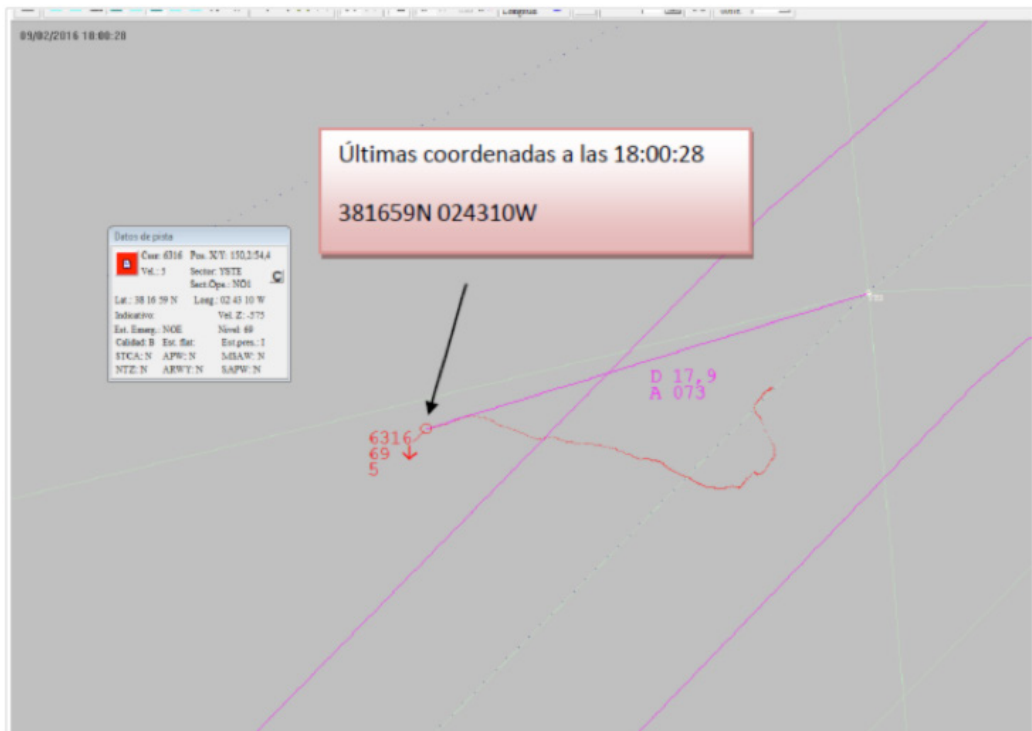 09/02/2016 18:00:28
Últimas coordenadas a las 18:00:28
381659N 024310W
Datos de pista
A
Cssr: 6316 Pos. X/Y: 150,2:54,4
Vel.: 5 Sector: YSTE
C
Sect.Ope.: NO1
Lat.: 38 16 59 N Long.: 02 43 10 W
Indicativo: Vel. Z: -575
Est. Emerg.: NOE Nivel: 69
Calidad: B Est. flat: Est.pres.: I
STCA: N APW: N MSAW: N
NTZ: N ARWY: N SAPW: N
D 17,9
A 073
6316
69
5